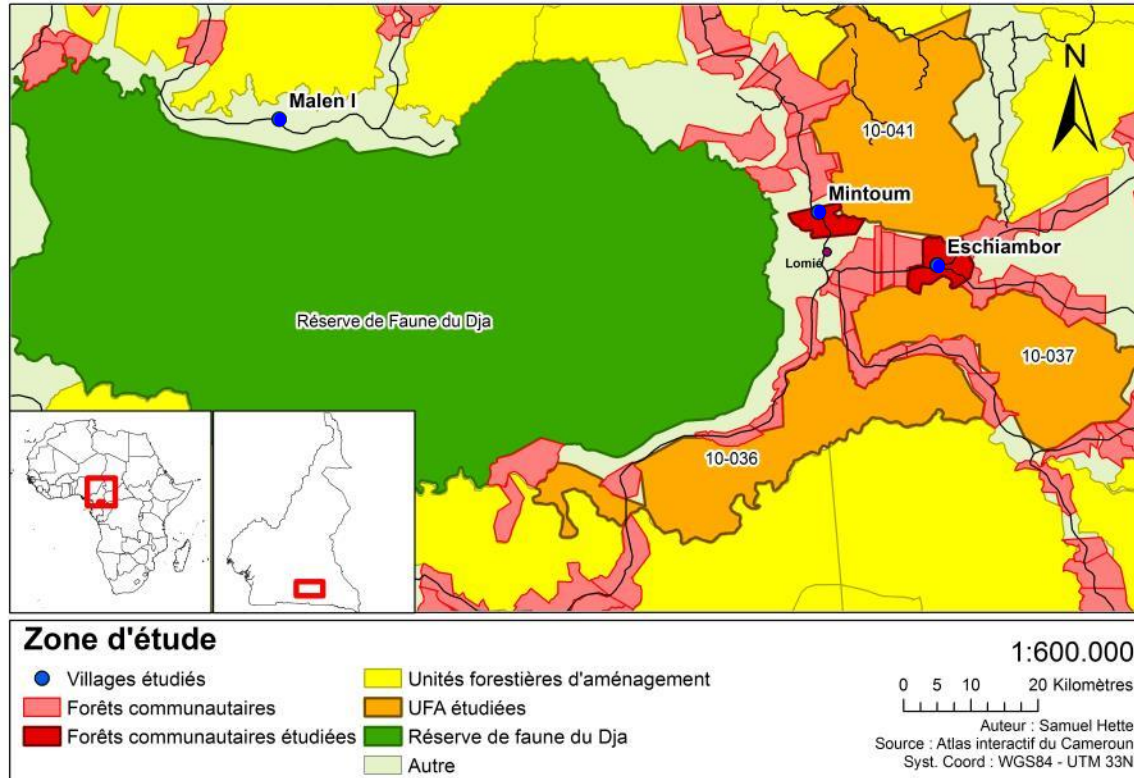 Malen I
N
10-041
Mintoum
Eschiambor
Lomié
Réserve de Faune du Dja
10-037
10-036
Zone d'étude
Villages étudiés
Forêts communautaires
Forêts communautaires étudiées
Unités forestières d'aménagement
UFA étudiées
Réserve de faune du Dja
Autre
1:600.000
0 5 10 20 Kilomètres
Auteur : Samuel Hette
Source : Atlas interactif du Cameroun
Syst. Coord : WGS84 - UTM 33N